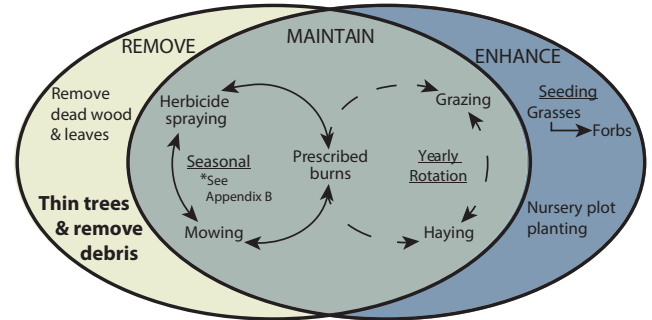 REMOVE
MAINTAIN
ENHANCE
Remove
dead wood
& leaves
Thin trees
& remove
debris
Herbicide
spraying
Seasonal
*See
Appendix B
Mowing
Prescribed
burns
Grazing
Yearly
Rotation
Haying
Seeding
Grasses
Forbs
Nursery plot
planting